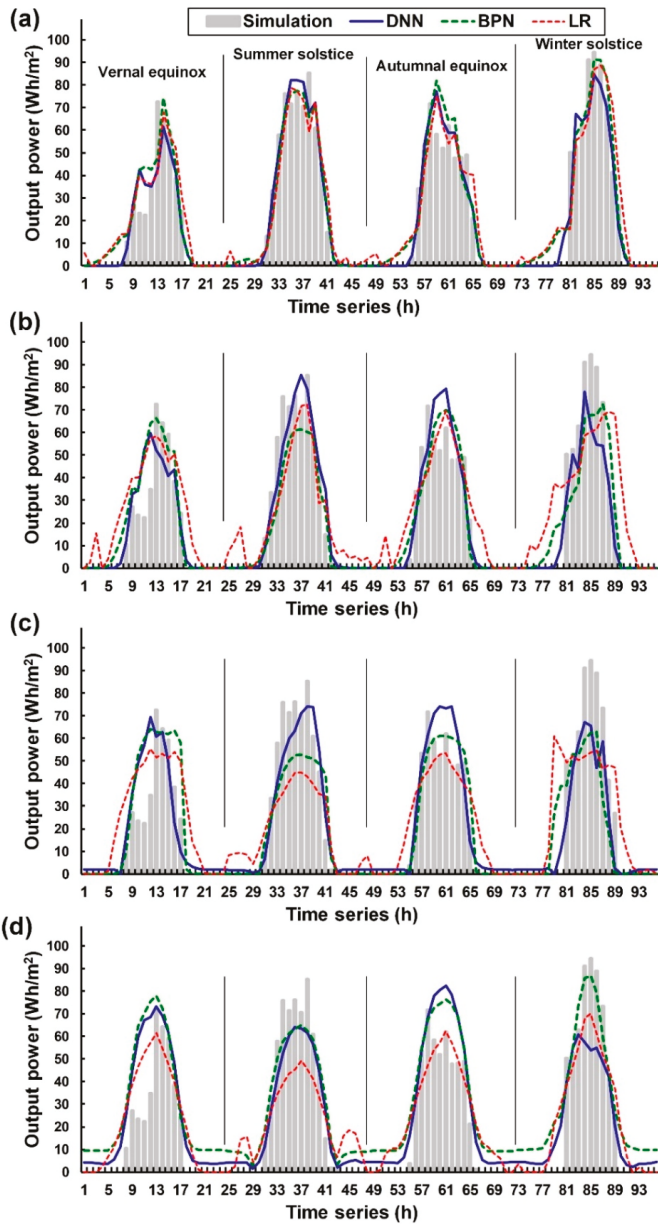 (a)
Simulation DNN BPN LR
Vernal equinox Summer solstice Autumnal equinox Winter solstice
Output power (Wh/m²)
100
90
80
70
60
50
40
30
20
10
0
1 5 9 13 17 21 25 29 33 37 41 45 49 53 57 61 65 69 73 77 81 85 89 93
Time series (h)
(b)
Output power (Wh/m²)
100
90
80
70
60
50
40
30
20
10
0
1 5 9 13 17 21 25 29 33 37 41 45 49 53 57 61 65 69 73 77 81 85 89 93
Time series (h)
(c)
Output power (Wh/m²)
100
90
80
70
60
50
40
30
20
10
0
1 5 9 13 17 21 25 29 33 37 41 45 49 53 57 61 65 69 73 77 81 85 89 93
Time series (h)
(d)
Output power (Wh/m²)
100
90
80
70
60
50
40
30
20
10
0
1 5 9 13 17 21 25 29 33 37 41 45 49 53 57 61 65 69 73 77 81 85 89 93
Time series (h)